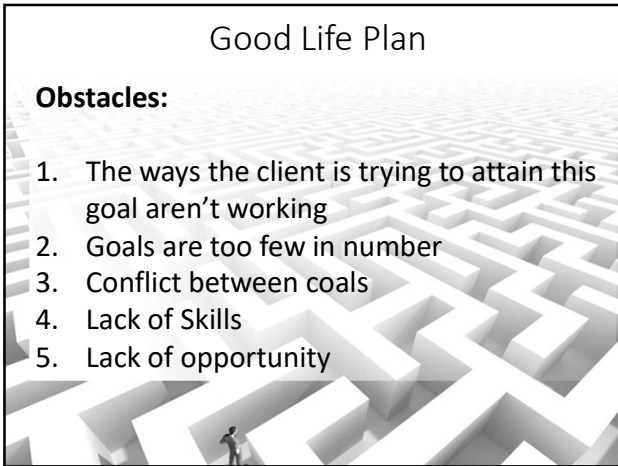 Good Life Plan
Obstacles:
1. The ways the client is trying to attain this
goal aren’t working
2. Goals are too few in number
3. Conflict between coals
4. Lack of Skills
5. Lack of opportunity